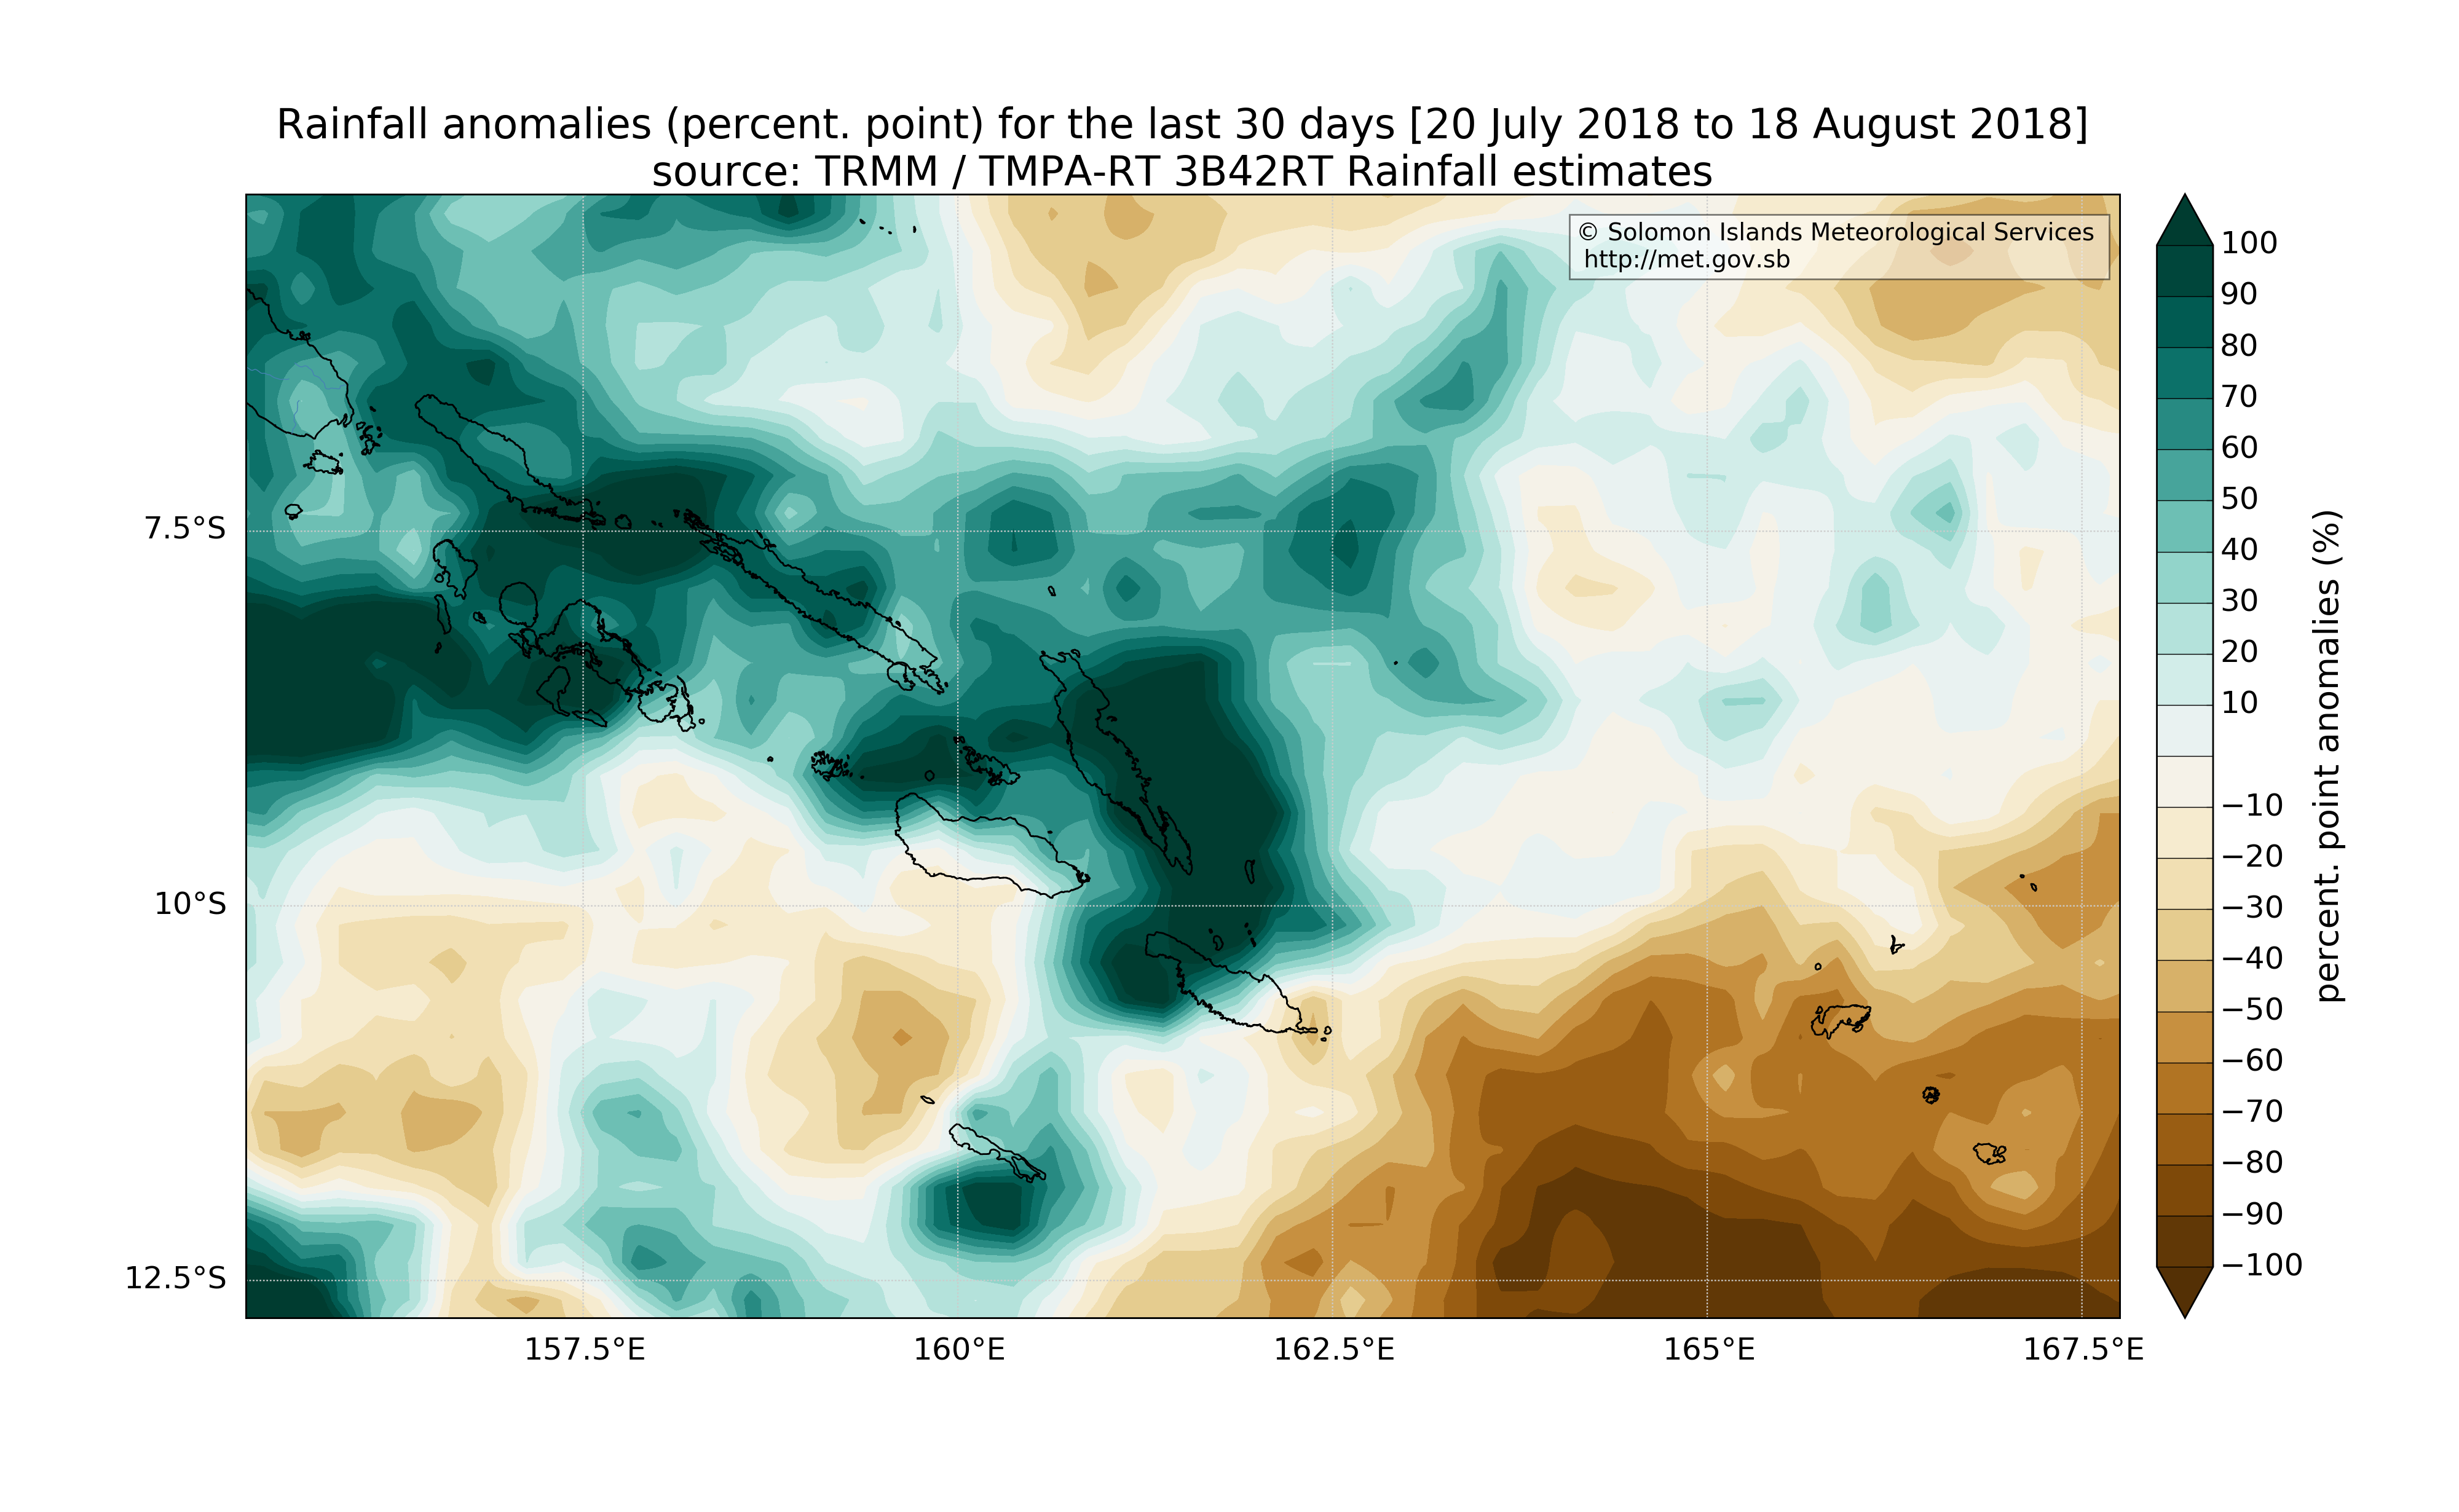 Rainfall anomalies (percent. point) for the last 30 days [20 July 2018 to 18 August 2018]
source: TRMM / TMPA-RT 3B42RT Rainfall estimates
© Solomon Islands Meteorological Services
http://met.gov.sb
7.5°S
10°S
12.5°S
157.5°E
160°E
162.5°E
165°E
167.5°E
100
90
80
70
60
50
40
30
20
10
−10
−20
−30
−40
−50
−60
−70
−80
−90
−100
percent. point anomalies (%)